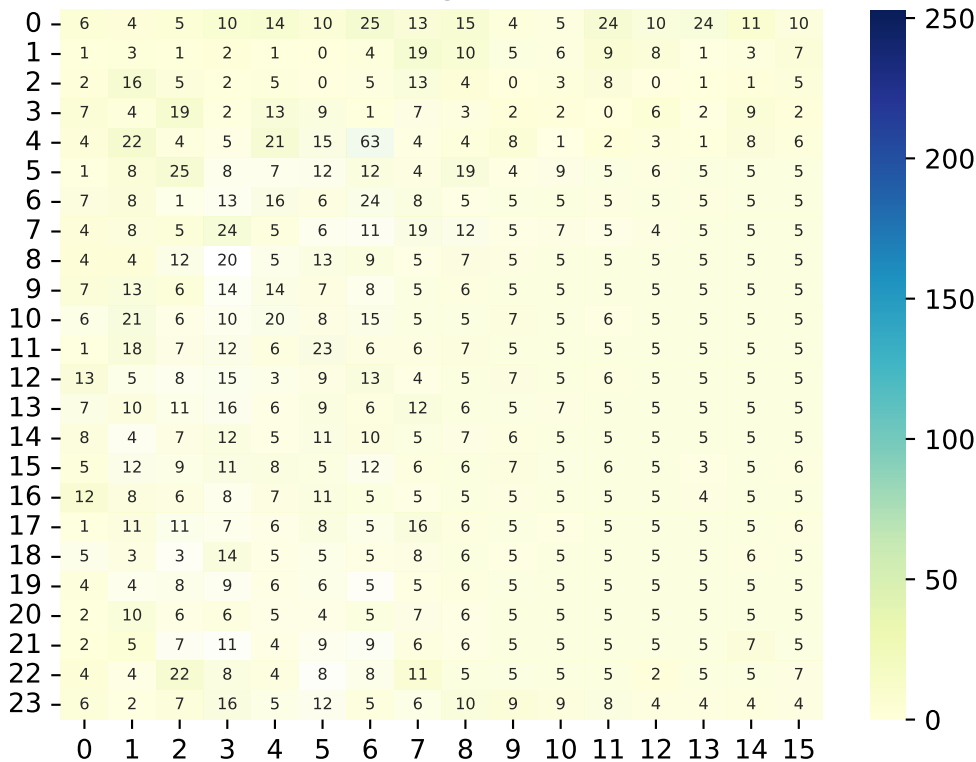 0 6 4 5 10 14 10 25 13 15 4 5 24 10 24 11 10
1 1 3 1 2 1 0 4 19 10 5 6 9 8 1 3 7
2 2 16 5 2 5 0 5 13 4 0 3 8 0 1 1 5
3 7 4 19 2 13 9 1 7 3 2 2 0 6 2 9 2
4 4 22 4 5 21 15 63 4 4 8 1 2 3 1 8 6
5 1 8 25 8 7 12 12 4 19 4 9 5 6 5 5 5
6 7 8 1 13 16 6 24 8 5 5 5 5 5 5 5 5
7 4 8 5 24 5 6 11 19 12 5 7 5 4 5 5 5
8 4 4 12 20 5 13 9 5 7 5 5 5 5 5 5 5
9 7 13 6 14 14 7 8 5 6 5 5 5 5 5 5 5
10 6 21 6 10 20 8 15 5 5 7 5 6 5 5 5 5
11 1 18 7 12 6 23 6 6 7 5 5 5 5 5 5 5
12 13 5 8 15 3 9 13 4 5 7 5 6 5 5 5 5
13 7 10 11 16 6 9 6 12 6 5 7 5 5 5 5 5
14 8 4 7 12 5 11 10 5 7 6 5 5 5 5 5 5
15 5 12 9 11 8 5 12 6 6 7 5 6 5 3 5 6
16 12 8 6 8 7 11 5 5 5 5 5 5 5 4 5 5
17 1 11 11 7 6 8 5 16 6 5 5 5 5 5 5 6
18 5 3 3 14 5 5 5 8 6 5 5 5 5 5 6 5
19 4 4 8 9 6 6 5 5 6 5 5 5 5 5 5 5
20 2 10 6 6 5 4 5 7 6 5 5 5 5 5 5 5
21 2 5 7 11 4 9 9 6 6 5 5 5 5 5 7 5
22 4 4 22 8 4 8 8 11 5 5 5 5 2 5 5 7
23 6 2 7 16 5 12 5 6 10 9 9 8 4 4 4 4
0 1 2 3 4 5 6 7 8 9 10 11 12 13 14 15
250
200
150
100
50
0